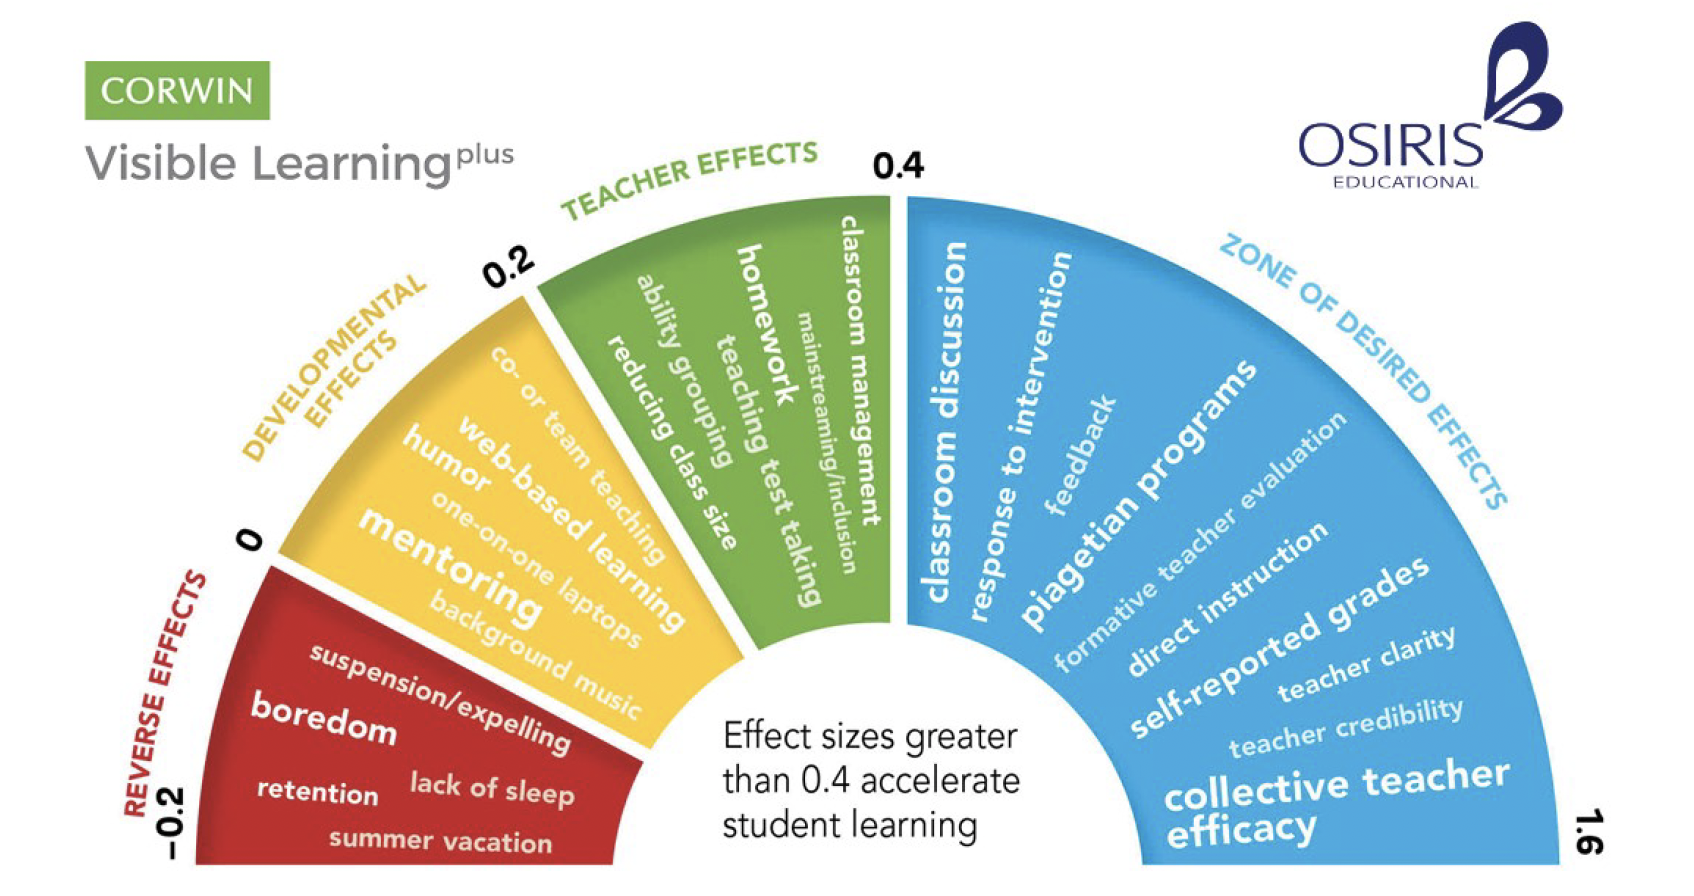 CORWIN
Visible Learning plus
OSIRIS
EDUCATIONAL
REVERSE EFFECTS
DEVELOPMENTAL
EFFECTS
TEACHER EFFECTS
ZONE OF DESIRED EFFECTS
−0.2
0
0.2
0.4
1.6
suspension/expelling
boredom
lack of sleep
retention
summer vacation
co- or team teaching
web-based learning
humor
one-on-one laptops
mentoring
background music
reducing class size
ability grouping
teaching test taking
homework
mainstreaming/inclusion
classroom management
classroom discussion
response to intervention
feedback
piagetian programs
formative teacher evaluation
direct instruction
self-reported grades
teacher clarity
teacher credibility
collective teacher
efficacy
Effect sizes greater
than 0.4 accelerate
student learning